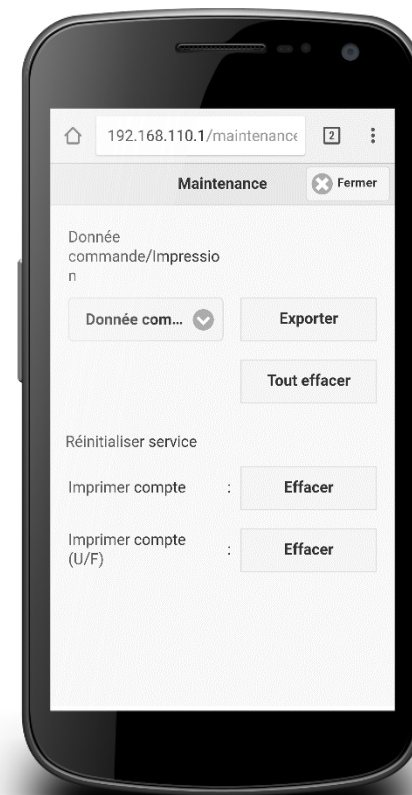 192.168.110.1/maintenance 2
Maintenance Fermer
Donnée
commande/Impressio
n
Donnée com... Exporter
Tout effacer
Réinitialiser service
Imprimer compte : Effacer
Imprimer compte
(U/F) : Effacer